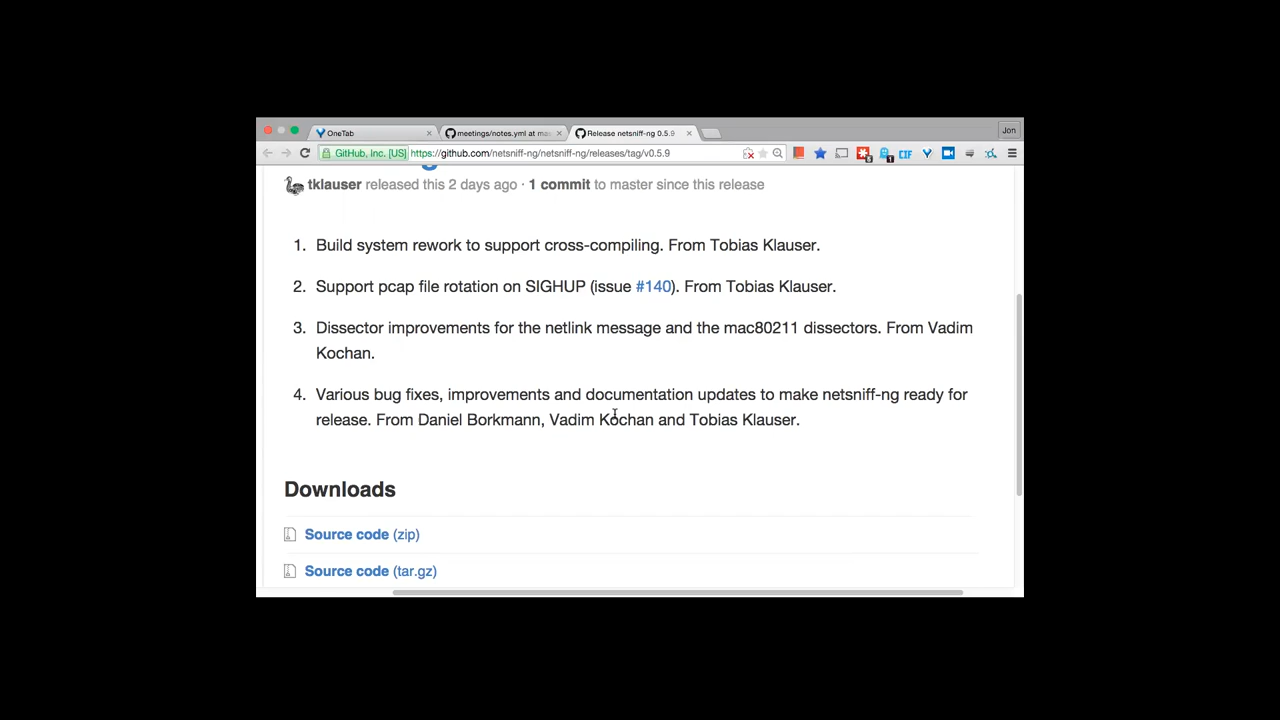 OneTab
meetings/notes.yml at ma
Release netsniff-ng 0.5.9
Jon
GitHub, Inc. [US] https://github.com/netsniff-ng/netsniff-ng/releases/tag/v0.5.9
CIF
tklauser released this 2 days ago · 1 commit to master since this release
1. Build system rework to support cross-compiling. From Tobias Klauser.
2. Support pcap file rotation on SIGHUP (issue #140). From Tobias Klauser.
3. Dissector improvements for the netlink message and the mac80211 dissectors. From Vadim
Kochan.
4. Various bug fixes, improvements and documentation updates to make netsniff-ng ready for
release. From Daniel Borkmann, Vadim Kochan and Tobias Klauser.
Downloads
Source code (zip)
Source code (tar.gz)